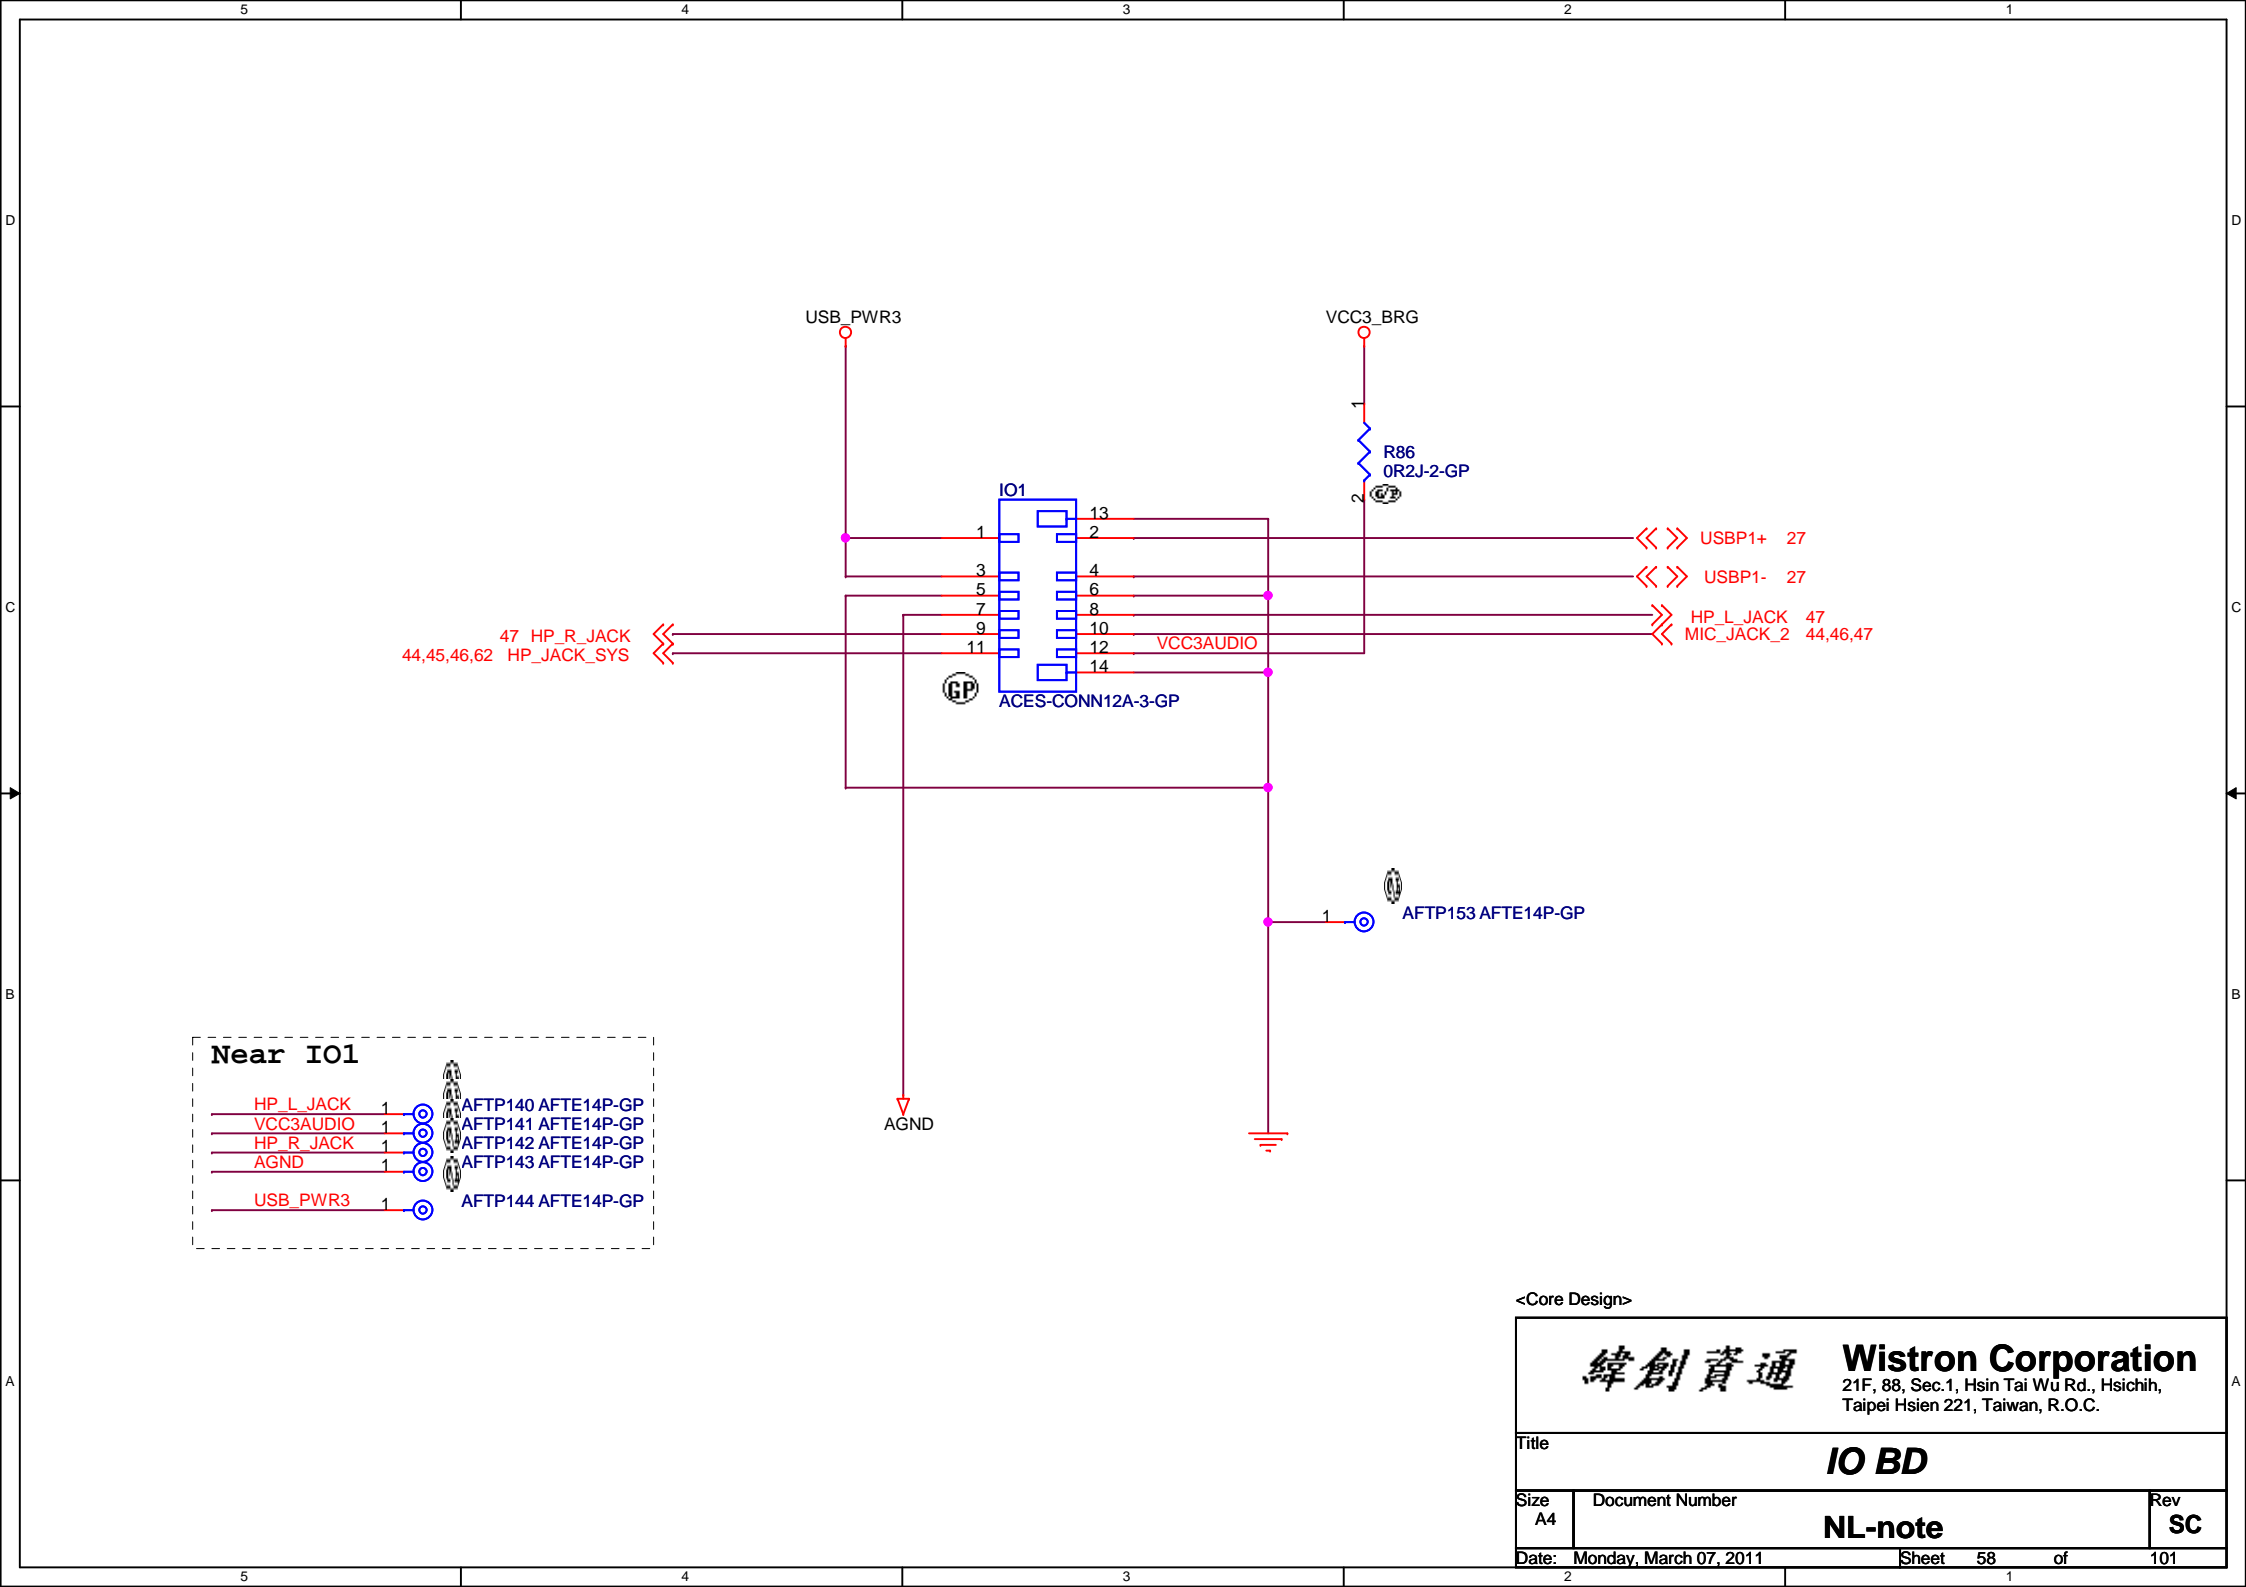 5 4 3 2 1
D D
USB_PWR3 VCC3_BRG
1
R86
0R2J-2-GP
2
IO1
13
1 2 USBP1+ 27
3 4 USBP1- 27
5 6
7 8 HP_L_JACK 47
47 HP_R_JACK 9 10 MIC_JACK_2 44,46,47
44,45,46,62 HP_JACK_SYS 11 12 VCC3AUDIO
14
GP
ACES-CONN12A-3-GP
C C
1 AFTP153 AFTE14P-GP
B B
Near IO1
HP_L_JACK 1 AFTP140 AFTE14P-GP
VCC3AUDIO 1 AFTP141 AFTE14P-GP
HP_R_JACK 1 AFTP142 AFTE14P-GP
AGND 1 AFTP143 AFTE14P-GP
USB_PWR3 1 AFTP144 AFTE14P-GP
AGND
<Core Design>
緯創資通
Wistron Corporation
21F, 88, Sec.1, Hsin Tai Wu Rd., Hsichih,
Taipei Hsien 221, Taiwan, R.O.C.
A A
Title
IO BD
Size Document Number Rev
A4 NL-note SC
Date: Monday, March 07, 2011 Sheet 58 of 101
5 4 3 2 1